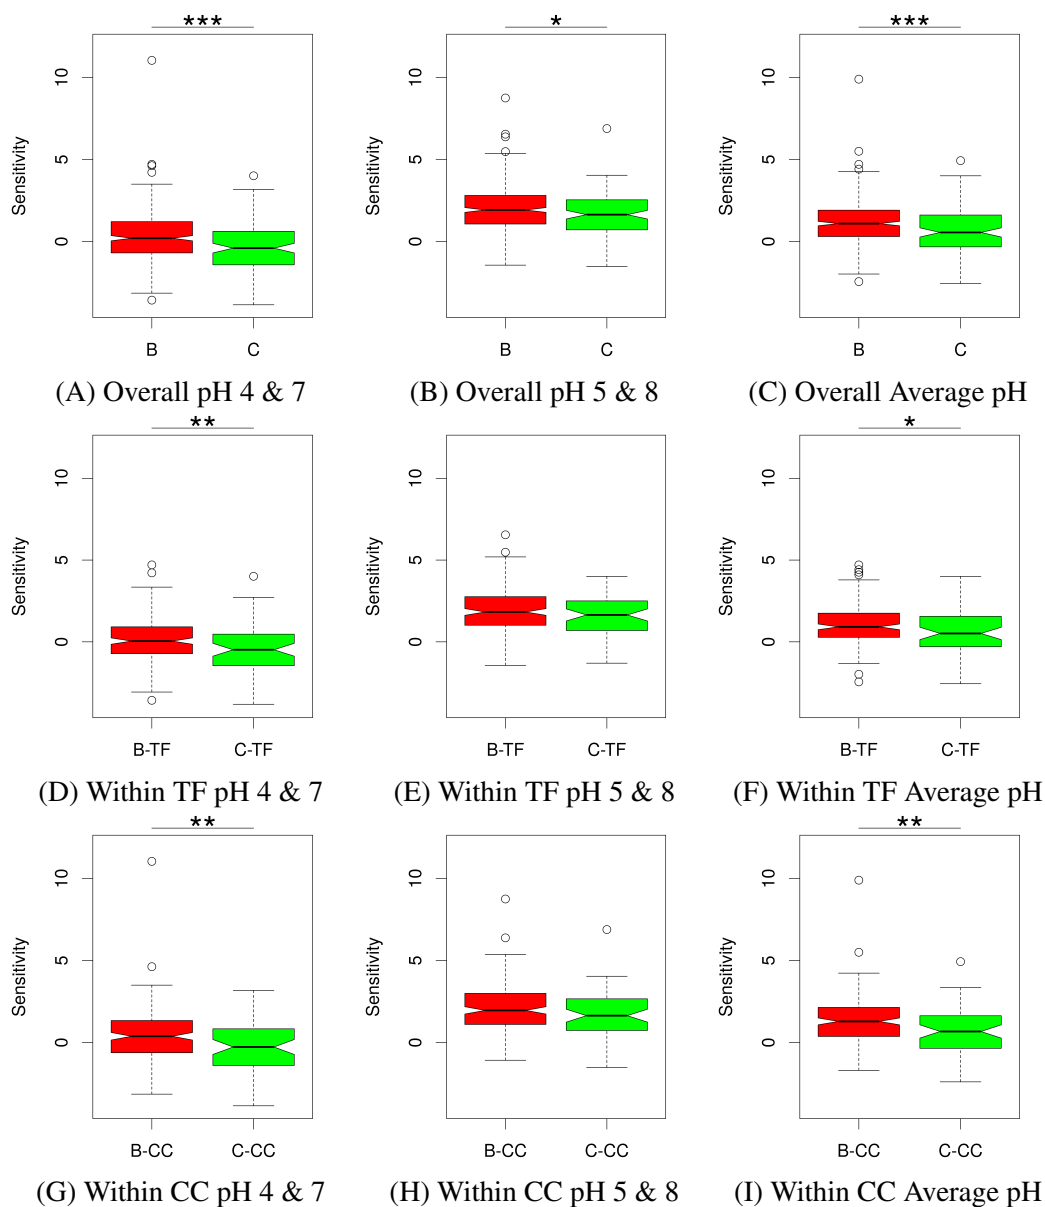 *** * ***
10 10 10
Sensitivity Sensitivity Sensitivity
5 5 5
0 0 0
B C B C B C
(A) Overall pH 4 & 7 (B) Overall pH 5 & 8 (C) Overall Average pH
** *
10 10 10
Sensitivity Sensitivity Sensitivity
5 5 5
0 0 0
B-TF C-TF B-TF C-TF B-TF C-TF
(D) Within TF pH 4 & 7 (E) Within TF pH 5 & 8 (F) Within TF Average pH
** **
10 10 10
Sensitivity Sensitivity Sensitivity
5 5 5
0 0 0
B-CC C-CC B-CC C-CC B-CC C-CC
(G) Within CC pH 4 & 7 (H) Within CC pH 5 & 8 (I) Within CC Average pH